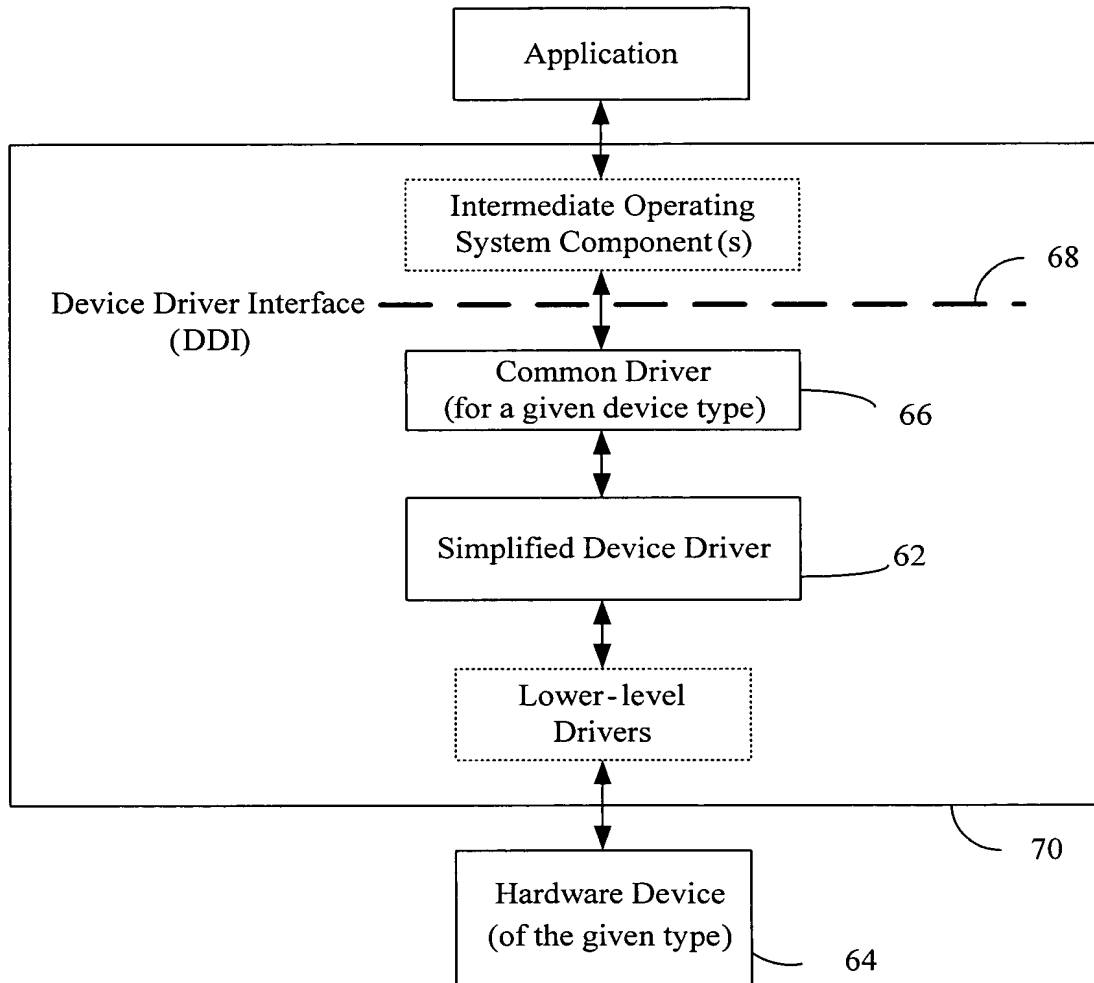 Application
Intermediate Operating
System Component(s)
68
Device Driver Interface
(DDI)
Common Driver
(for a given device type)
66
Simplified Device Driver
62
Lower-level
Drivers
70
Hardware Device
(of the given type)
64